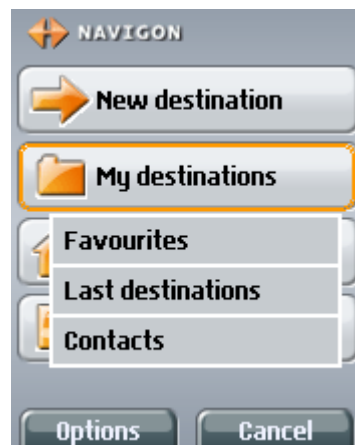 NAVIGON
New destination
My destinations
Favourites
Last destinations
Contacts
Options
Cancel